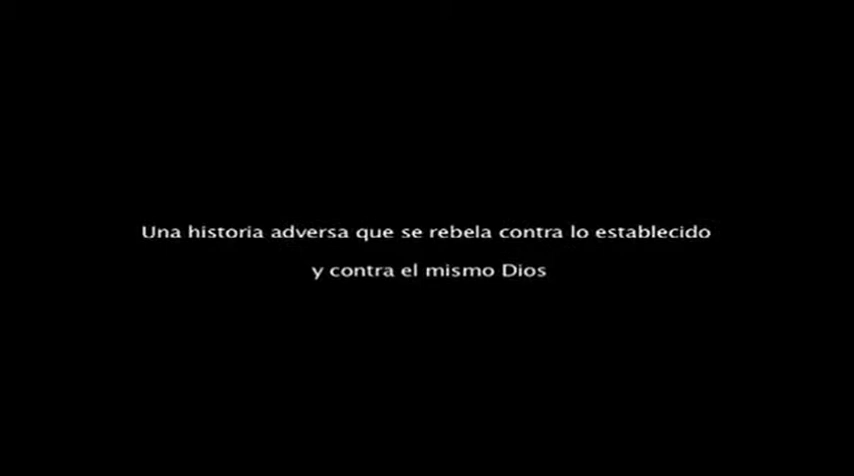 Una historia adversa que se rebela contra lo establecido
y contra el mismo Dios